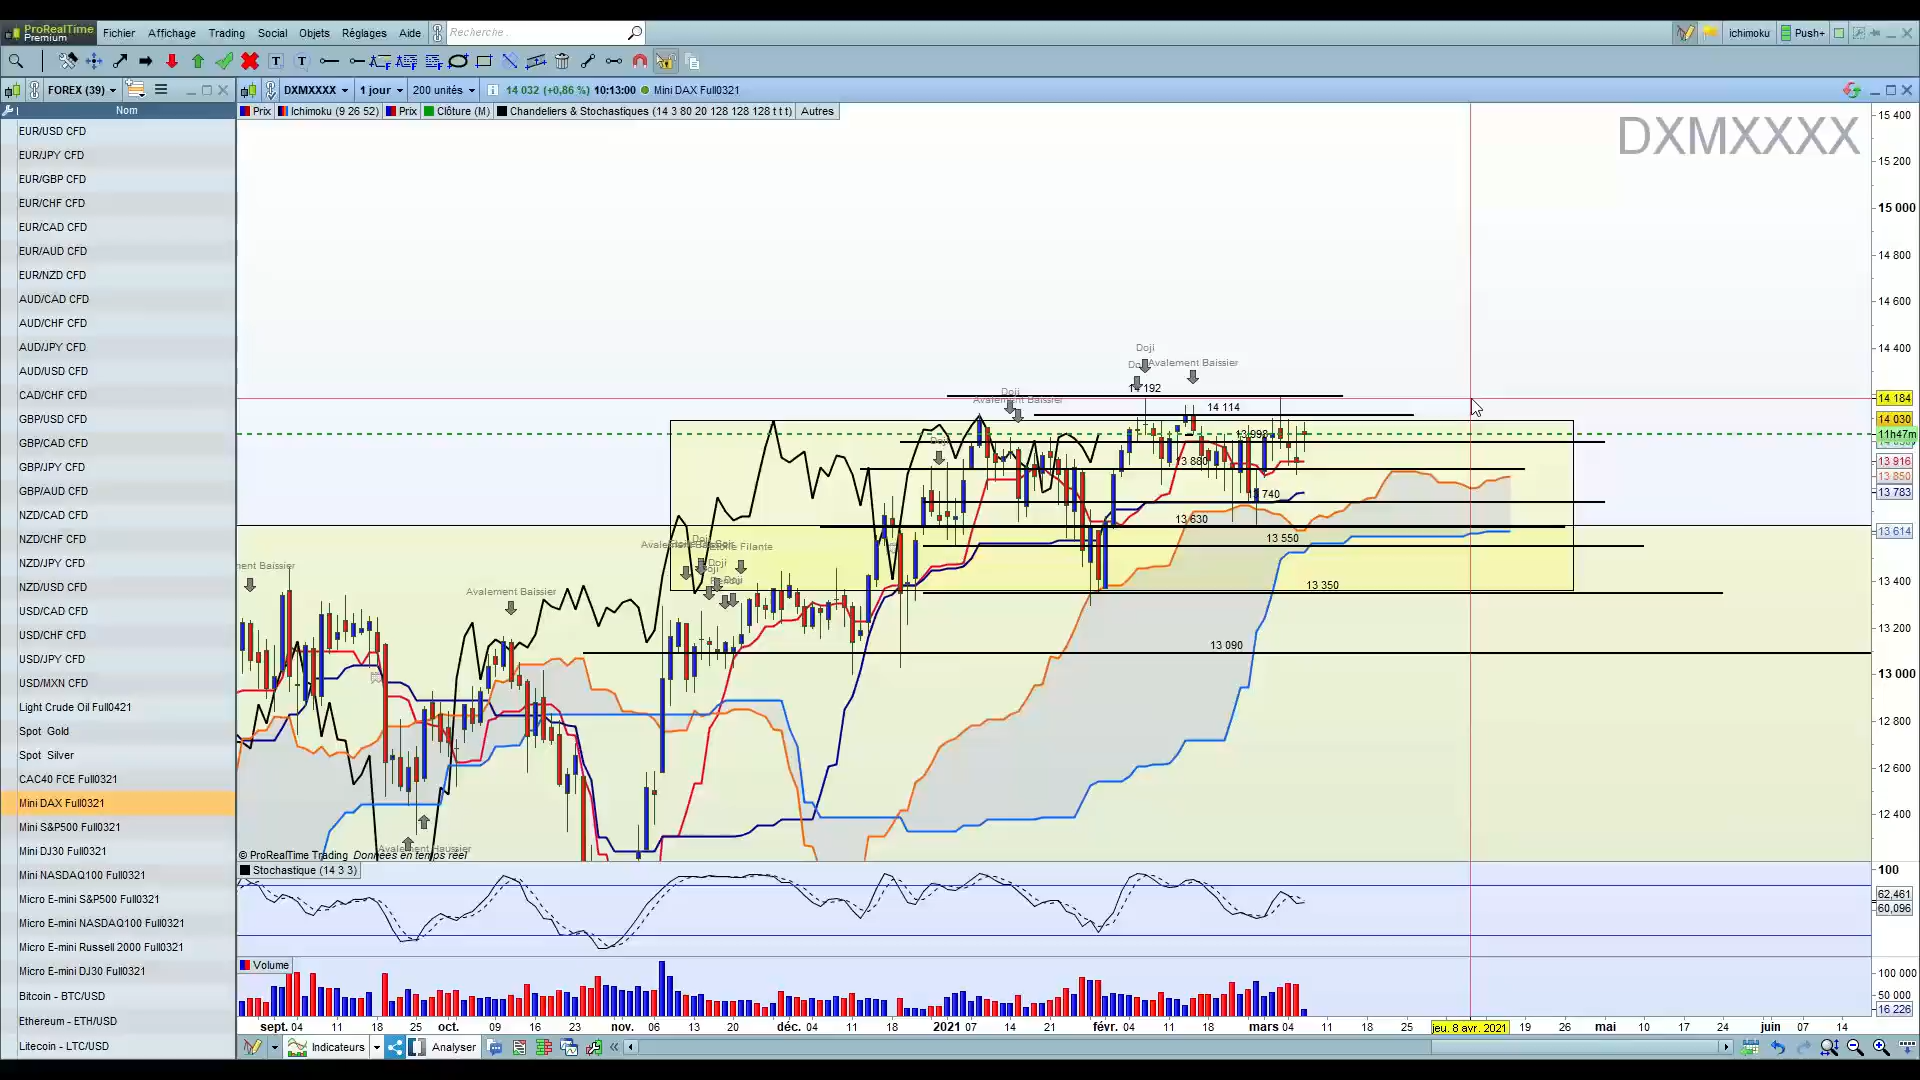 ProRealTime
Premium
Fichier Affichage Trading Social Objets Réglages Aide Recherche. ichimoku Push+
FOREX (39) DXMXXXX 1 jour 200 unités 14 032 (+0,86 %) 10:13:00 Mini DAX Full0321
Nom
Prix Ichimoku (9 26 52) Prix Clôture (M) Chandeliers & Stochastiques (14 3 80 20 128 128 128 t t t) Autres
DXMXXXX
EUR/USD CFD
EUR/JPY CFD
EUR/GBP CFD
EUR/CHF CFD
EUR/CAD CFD
EUR/AUD CFD
EUR/NZD CFD
AUD/CAD CFD
AUD/CHF CFD
AUD/JPY CFD
AUD/USD CFD
CAD/CHF CFD
GBP/USD CFD
GBP/CAD CFD
GBP/JPY CFD
GBP/AUD CFD
NZD/CAD CFD
NZD/CHF CFD
NZD/JPY CFD
NZD/USD CFD
USD/CAD CFD
USD/CHF CFD
USD/JPY CFD
USD/MXN CFD
Light Crude Oil Full0421
Spot Gold
Spot Silver
CAC40 FCE Full0321
Mini DAX Full0321
Mini S&P500 Full0321
Mini DJ30 Full0321
Mini NASDAQ100 Full0321
Micro E-mini S&P500 Full0321
Micro E-mini NASDAQ100 Full0321
Micro E-mini Russell 2000 Full0321
Micro E-mini DJ30 Full0321
Bitcoin - BTC/USD
Ethereum - ETH/USD
Litecoin - LTC/USD
15 400
15 200
15 000
14 800
14 600
14 400
14 184
14 030
11h47m
13 916
13 850
13 783
13 614
13 400
13 200
13 000
12 800
12 600
12 400
Doji
Avalement Baissier
14 192
Doji
Avalement Baissier
14 114
Doji
13 880
13 740
13 630
13 550
Etoile Filante
Doji
Doji
ment Baissier
Avalement Baissier
13 350
13 090
Avalement Haussier
© ProRealTime Trading Données en temps réel
Stochastique (14 3 3)
100
62,461
60,096
Volume
100 000
50 000
16 226
sept. 04 11 18 25 oct. 09 16 23 nov. 06 13 20 déc. 04 11 18 2021 07 14 21 févr. 04 11 18 mars 04 11 18 25 jeu. 8 avr. 2021 19 26 mai 10 17 24 juin 07 14
Indicateurs Analyser